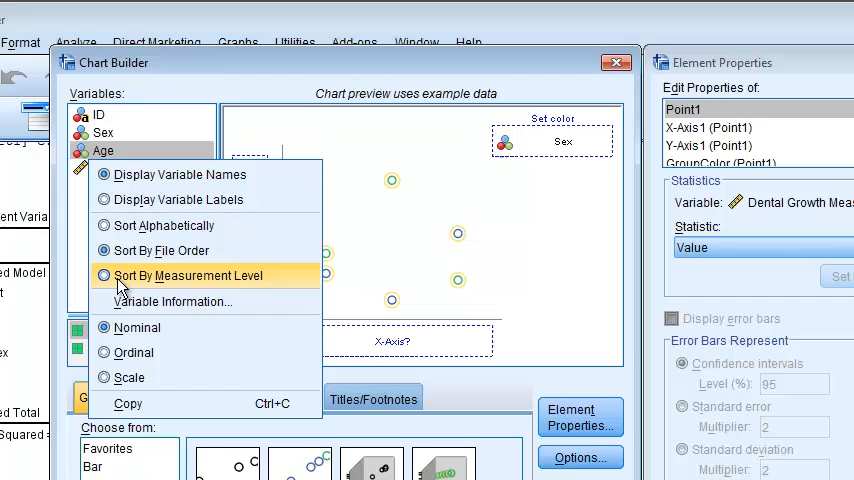 er
Format Analyze Direct Marketing Graphs Utilities Add-ons Window Help
Chart Builder
Variables:
Chart preview uses example data
ID
Sex
Age
Set color
Sex
X-Axis?
Display Variable Names
Display Variable Labels
Sort Alphabetically
Sort By File Order
Sort By Measurement Level
Variable Information...
Nominal
Ordinal
Scale
Copy Ctrl+C
G
Titles/Footnotes
Choose from:
Favorites
Bar
Element
Properties...
Options...
Element Properties
Edit Properties of:
Point1
X-Axis1 (Point1)
Y-Axis1 (Point1)
GroupColor (Point1)
Statistics
Variable: Dental Growth Mea
Statistic:
Value
Set
Display error bars
Error Bars Represent
Confidence intervals
Level (%): 95
Standard error
Multiplier: 2
Standard deviation
Multiplier: 2
ent Varia
ed Model
t
ex
ed Total
Squared =